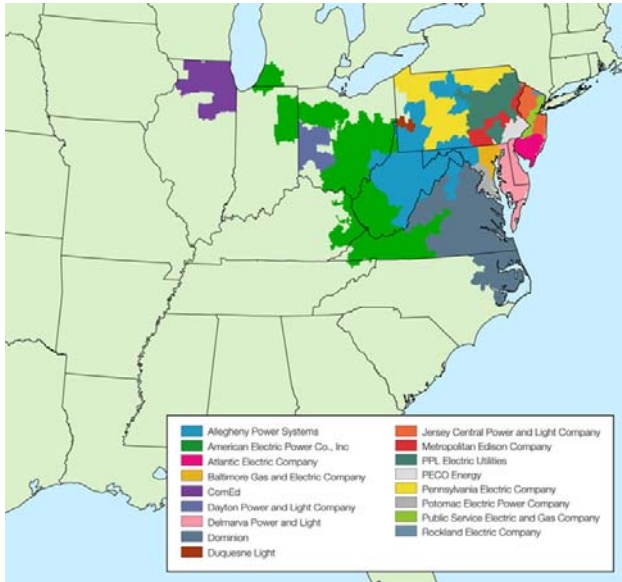 Allegheny Power Systems
American Electric Power Co., Inc
Atlantic Electric Company
Baltimore Gas and Electric Company
ComEd
Dayton Power and Light Company
Delmarva Power and Light
Dominion
Duquesne Light
Jersey Central Power and Light Company
Metropolitan Edison Company
PPL Electric Utilities
PECO Energy
Pennsylvania Electric Company
Potomac Electric Power Company
Public Service Electric and Gas Company
Rockland Electric Company